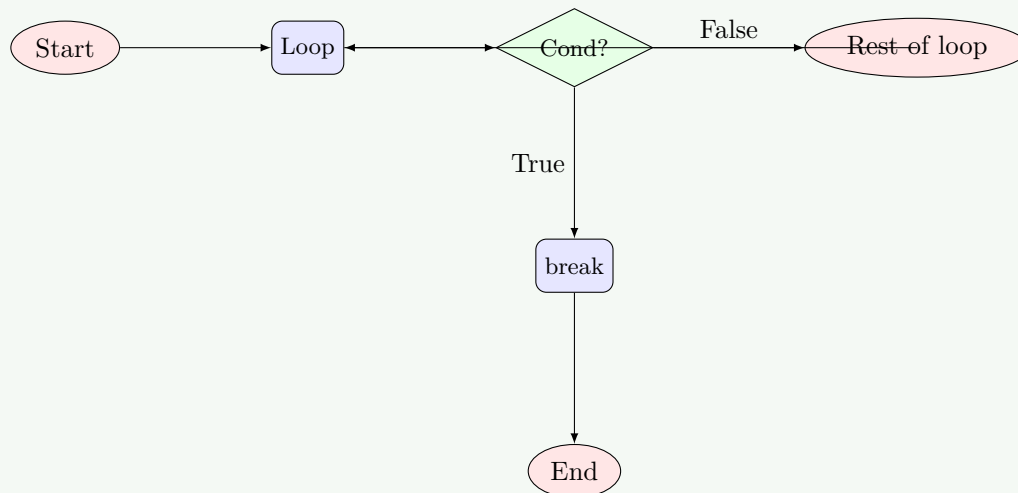 Start
Loop
Cond?
False
Rest of loop
True
break
End